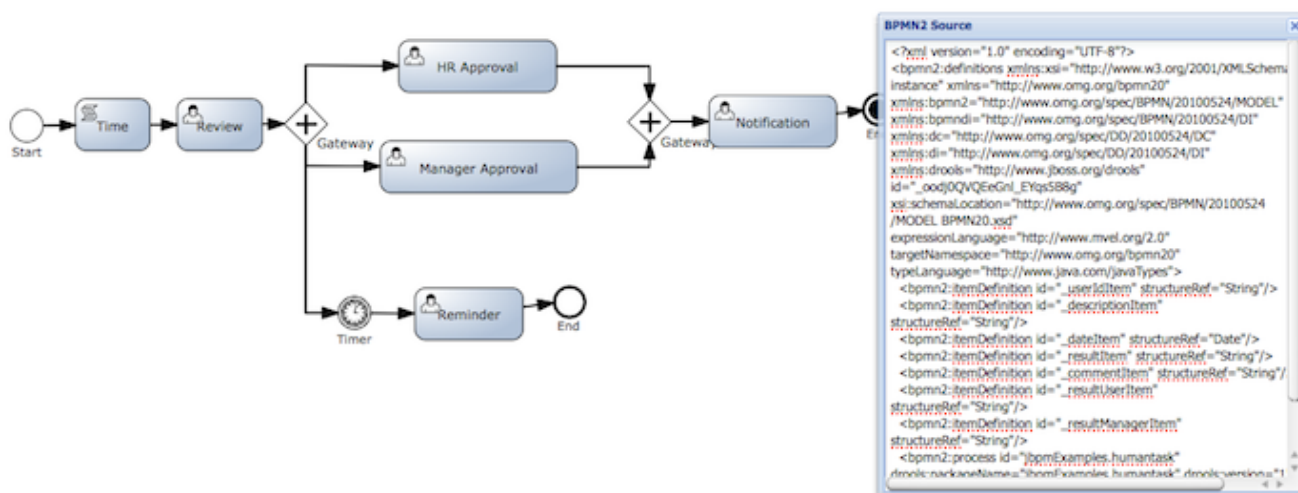 BPMN2 Source
HR Approval
Time
Review
Start
Gateway
Manager Approval
Gateway
Notification
Timer
Reminder
End
<?xml version="1.0" encoding="UTF-8"?>
<bpmn2:definitions xmlns:xsi="http://www.w3.org/2001/XMLSchema
instance" xmlns="http://www.omg.org/bpmn20"
xmlns:bpmn2="http://www.omg.org/spec/BPMN/20100524/MODEL"
xmlns:bpmndi="http://www.omg.org/spec/BPMN/20100524/DI"
xmlns:dc="http://www.omg.org/spec/DD/20100524/DC"
xmlns:di="http://www.omg.org/spec/DD/20100524/DI"
xmlns:drools="http://www.jboss.org/drools"
xsi:schemaLocation="http://www.omg.org/spec/BPMN/20100524
/MODEL BPMN20.xsd"
expressionLanguage="http://www.mvel.org/2.0"
targetNamespace="http://www.omg.org/bpmn20"
typeLanguage="http://www.java.com/javaTypes">
<bpmn2:itemDefinition id="_userIdItem" structureRef="String"/>
<bpmn2:itemDefinition id="_descriptionItem"
structureRef="String"/>
<bpmn2:itemDefinition id="_dateItem" structureRef="Date"/>
<bpmn2:itemDefinition id="_resultItem" structureRef="String"/>
<bpmn2:itemDefinition id="_commentItem" structureRef="String"/
<bpmn2:itemDefinition id="_resultUserItem"
structureRef="String"/>
<bpmn2:itemDefinition id="_resultManagerItem"
structureRef="String"/>
<bpmn2:process id="jbpmExamples.humantask"
drools:packageName="jbpmExamples.humantask" drools:version="1